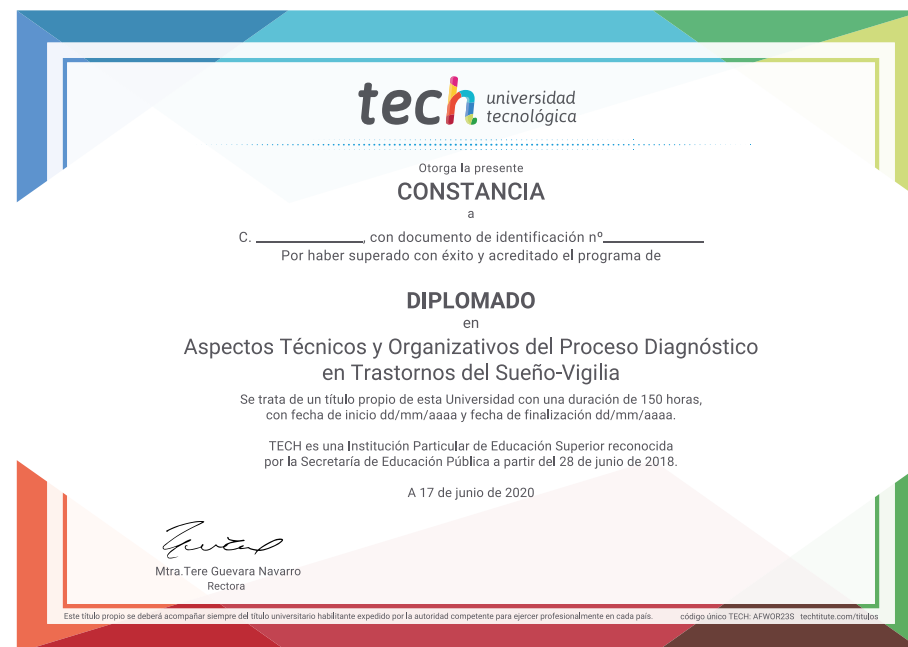 tech universidad
tecnológica
Otorga la presente
CONSTANCIA
a
C. ____________, con documento de identificación nº____________
Por haber superado con éxito y acreditado el programa de
DIPLOMADO
en
Aspectos Técnicos y Organizativos del Proceso Diagnóstico
en Trastornos del Sueño-Vigilia
Se trata de un título propio de esta Universidad con una duración de 150 horas,
con fecha de inicio dd/mm/aaaa y fecha de finalización dd/mm/aaaa.
TECH es una Institución Particular de Educación Superior reconocida
por la Secretaría de Educación Pública a partir del 28 de junio de 2018.
A 17 de junio de 2020
Mtra.Tere Guevara Navarro
Rectora
Este título propio se deberá acompañar siempre del título universitario habilitante expedido por la autoridad competente para ejercer profesionalmente en cada país. código único TECH: AFWOR23S techtitute.com/titulos